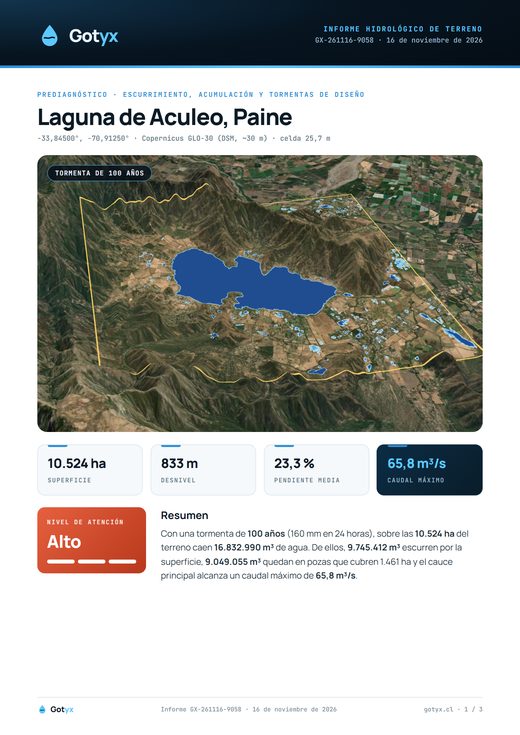 Gotyx
INFORME HIDROLÓGICO DE TERRENO
GX-261116-9058 · 16 de noviembre de 2026
PREDIAGNÓSTICO · ESCURRIMIENTO, ACUMULACIÓN Y TORMENTAS DE DISEÑO
Laguna de Aculeo, Paine
-33,84500°, -70,91250° · Copernicus GLO-30 (DSM, ~30 m) · celda 25,7 m
TORMENTA DE 100 AÑOS
10.524 ha
SUPERFICIE
833 m
DESNIVEL
23,3 %
PENDIENTE MEDIA
65,8 m³/s
CAUDAL MÁXIMO
NIVEL DE ATENCIÓN
Alto
Resumen
Con una tormenta de 100 años (160 mm en 24 horas), sobre las 10.524 ha del
terreno caen 16.832.990 m³ de agua. De ellos, 9.745.412 m³ escurren por la
superficie, 9.049.055 m³ quedan en pozas que cubren 1.461 ha y el cauce
principal alcanza un caudal máximo de 65,8 m³/s.
Gotyx
Informe GX-261116-9058 · 16 de noviembre de 2026
gotyx.cl · 1 / 3